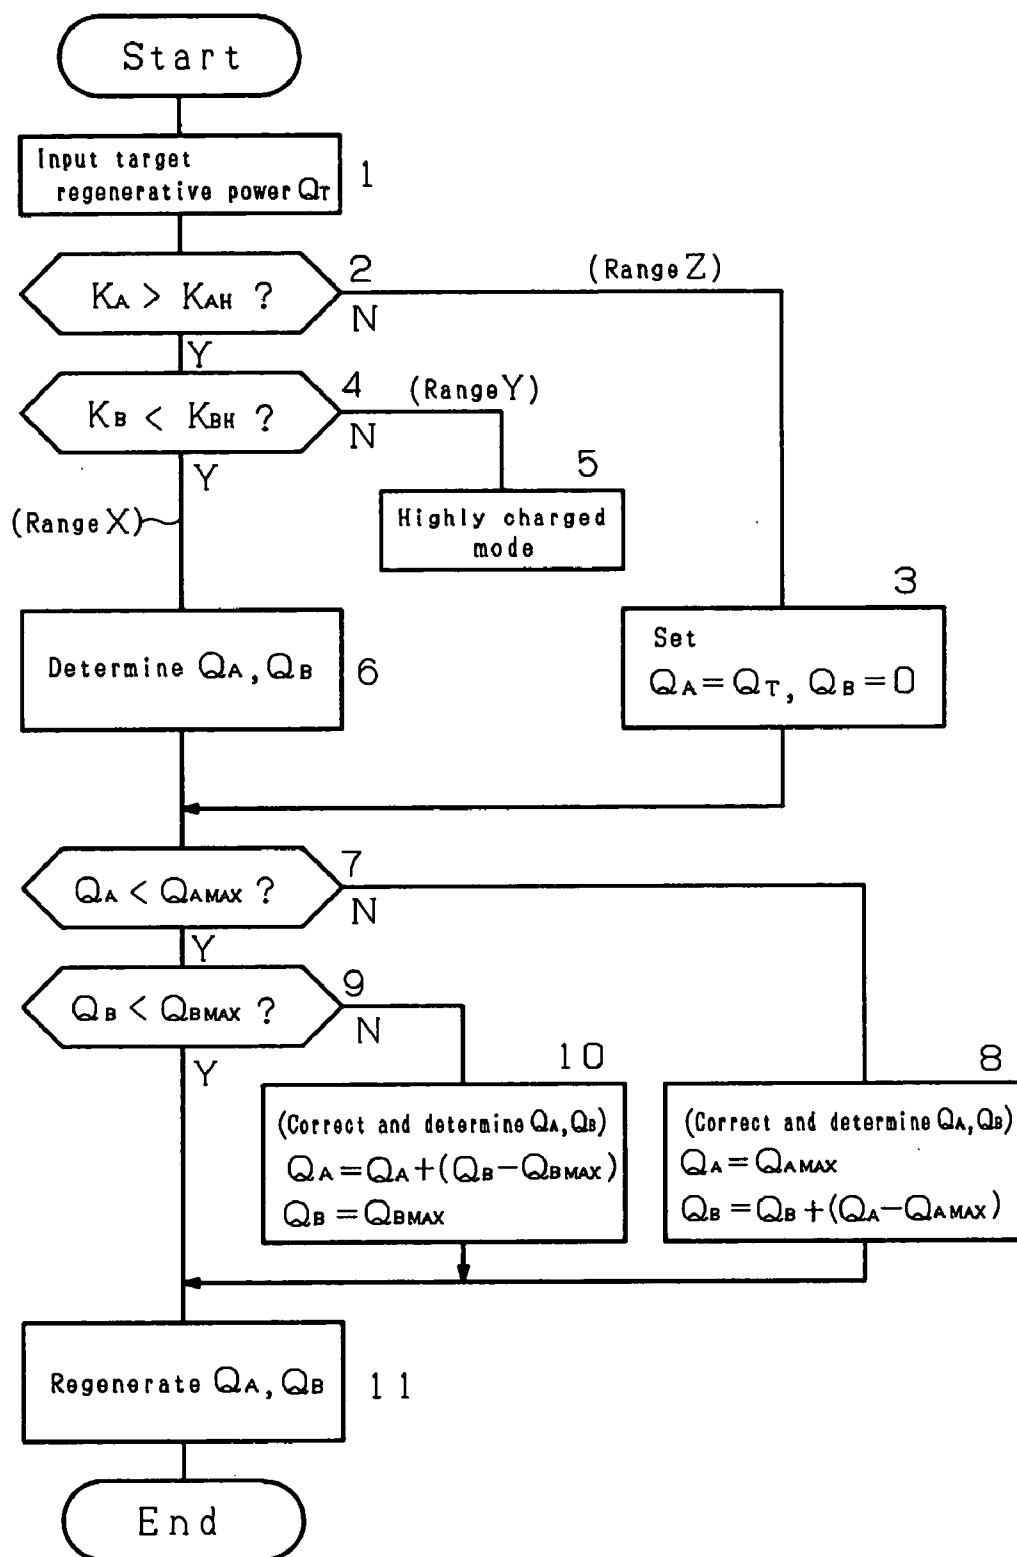 Start
Input target
regenerative power QT
1
KA > KAH ?
2
N
(Range Z)
Y
KB < KBH ?
4
N
(Range Y)
Y
5
Highly charged
mode
(Range X)
3
Set
QA = QT, QB = 0
Determine QA, QB
6
QA < QAMAX ?
7
N
Y
QB < QBMAX ?
9
N
Y
10
(Correct and determine QA, QB)
QA = QA + (QB − QBMAX)
QB = QBMAX
8
(Correct and determine QA, QB)
QA = QAMAX
QB = QB + (QA − QAMAX)
Regenerate QA, QB
11
End